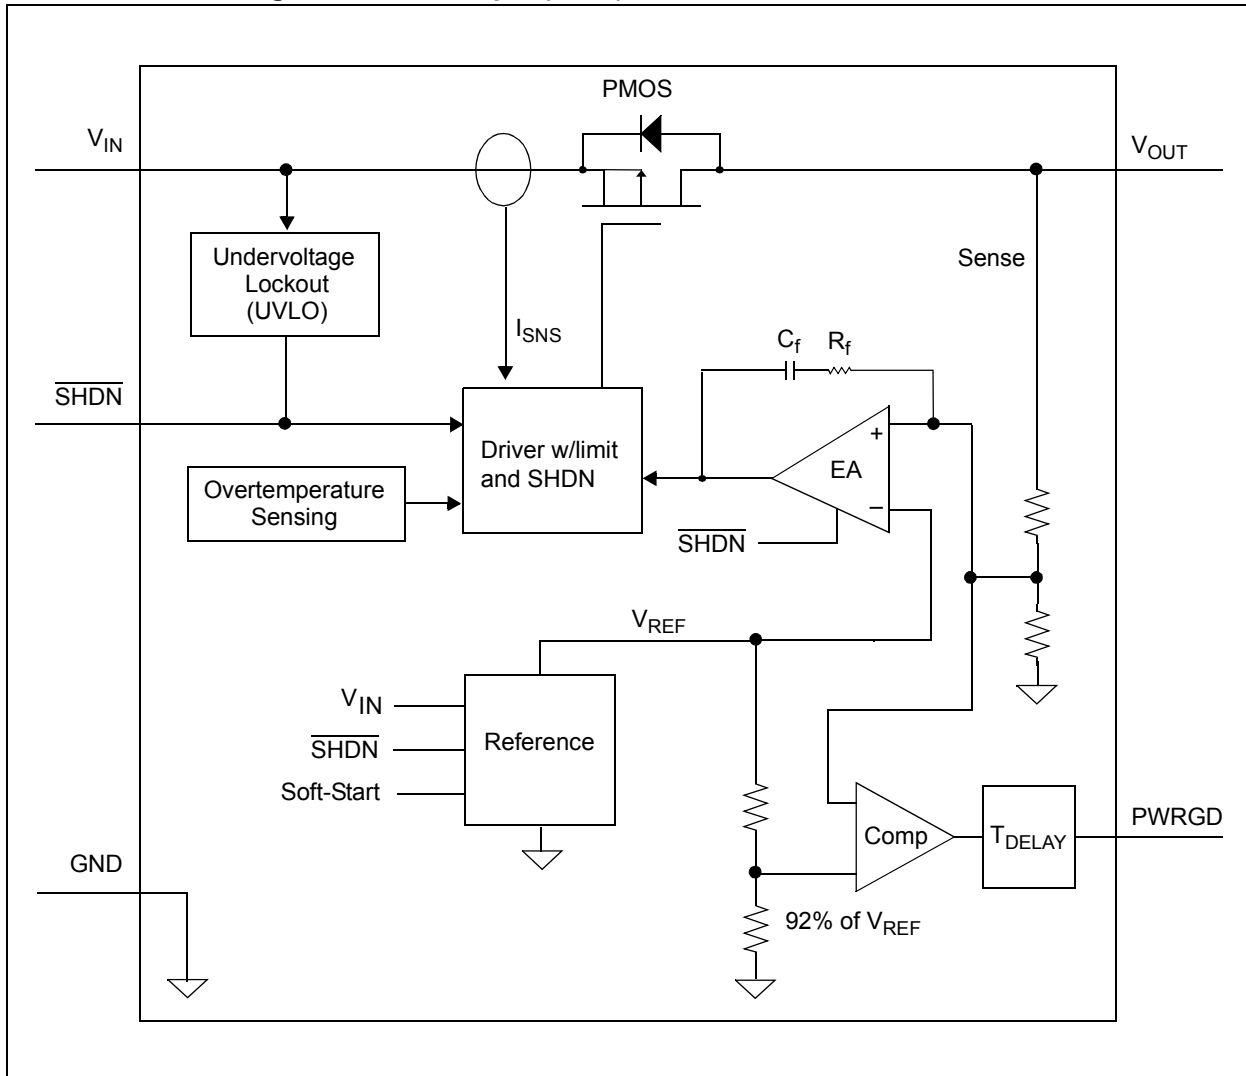 PMOS
V_IN
V_OUT
Undervoltage
Lockout
(UVLO)
Sense
I_SNS
C_f
R_f
SHDN
Driver w/limit
and SHDN
+
EA
−
Overtemperature
Sensing
SHDN
V_REF
V_IN
SHDN
Soft-Start
Reference
Comp
T_DELAY
PWRGD
GND
92% of V_REF